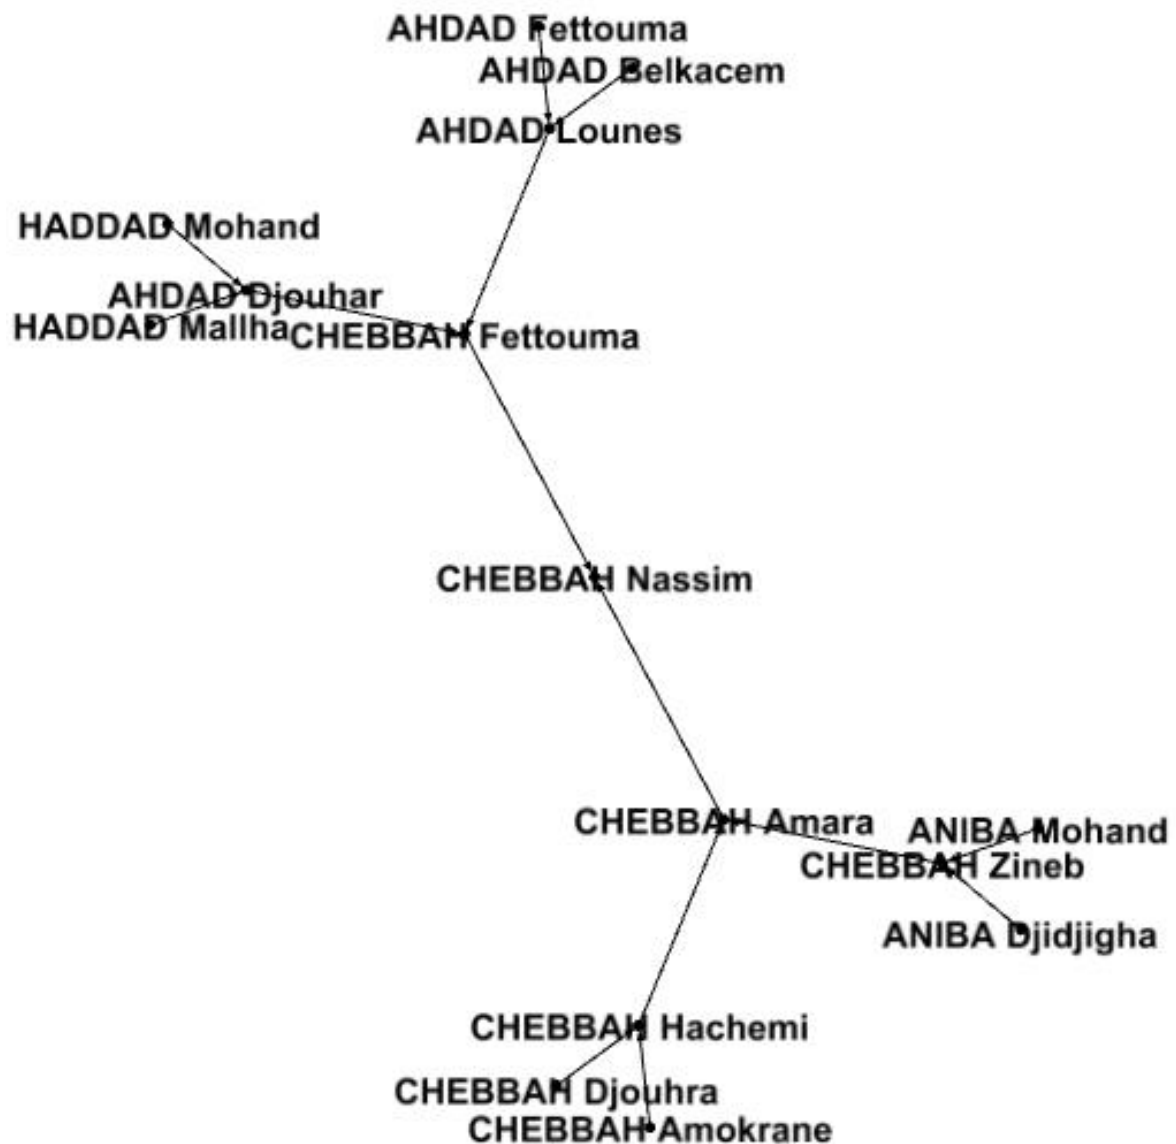 AHDAD Fettouma
AHDAD Belkacem
AHDAD Lounes
HADDAD Mohand
AHDAD Djouhar
HADDAD Mallha
CHEBBAH Fettouma
CHEBBAH Nassim
CHEBBAH Amara
ANIBA Mohand
CHEBBAH Zineb
ANIBA Djidjigha
CHEBBAH Hachemi
CHEBBAH Djouhra
CHEBBAH Amokrane